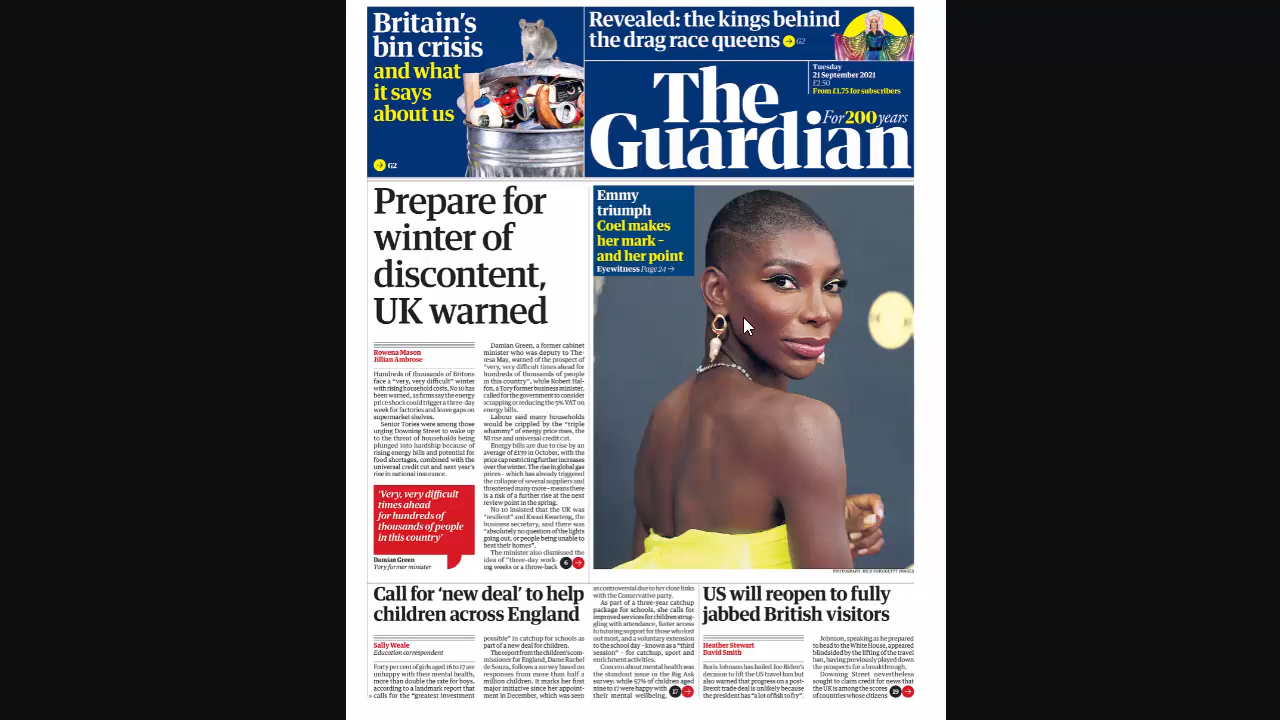 Britain's
bin crisis
and what
it says
about us
G2
Revealed: the kings behind
the drag race queens G2
Tuesday
21 September 2021
£2.50
From £1.75 for subscribers
The
Guardian
For 200 years
Prepare for
winter of
discontent,
UK warned
Rowena Mason
Jillian Ambrose
Hundreds of thousands of Britons
face a "very, very difficult" winter
with rising household costs, No 10 has
been warned, as firms say the energy
price shock could trigger a three-day
week for factories and leave gaps on
supermarket shelves.
Senior Tories were among those
urging Downing Street to wake up
to the threat of households being
plunged into hardship because of
rising energy bills and potential for
food shortages, combined with the
universal credit cut and next year's
rise in national insurance.
'Very, very difficult
times ahead
for hundreds of
thousands of people
in this country'
Damian Green
Tory former minister
Damian Green, a former cabinet
minister who was deputy to The-
resa May, warned of the prospect of
"very, very difficult times ahead for
hundreds of thousands of people
in this country", while Robert Hal-
fon, a Tory former business minister,
called for the government to consider
scrapping or reducing the 5% VAT on
energy bills.
Labour said many households
would be crippled by the "triple
whammy" of energy price rises, the
NI rise and universal credit cut.
Energy bills are due to rise by an
average of £139 in October, with the
price cap restricting further increases
over the winter. The rise in global gas
prices – which has already triggered
the collapse of several suppliers and
threatened many more – means there
is a risk of a further rise at the next
review point in the spring.
No 10 insisted that the UK was
"resilient" and Kwasi Kwarteng, the
business secretary, said there was
"absolutely no question of the lights
going out, or people being unable to
heat their homes".
The minister also dismissed the
idea of "three-day work-
ing weeks or a throw-back 6
Emmy
triumph
Coel makes
her mark –
and her point
Eyewitness Page 24
PHOTOGRAPH: RICH FURY/GETTY IMAGES
Call for 'new deal' to help
children across England
Sally Weale
Education correspondent
Forty per cent of girls aged 16 to 17 are
unhappy with their mental health,
more than double the rate for boys,
according to a landmark report that
calls for the "greatest investment
possible" in catchup for schools as
part of a new deal for children.
The report from the children's com-
missioner for England, Dame Rachel
de Souza, follows a survey based on
responses from more than half a
million children. It marks her first
major initiative since her appoint-
ment in December, which was seen
as controversial due to her close links
with the Conservative party.
As part of a three-year catchup
package for schools, she calls for
improved services for children strug-
gling with attendance, faster access
to tutoring support for those who lost
out most, and a voluntary extension
to the school day – known as a "third
session" – for catchup, sport and
enrichment activities.
Concern about mental health was
the standout issue in the Big Ask
survey: while 57% of children aged
nine to 17 were happy with
their mental wellbeing, 17
US will reopen to fully
jabbed British visitors
Heather Stewart
David Smith
Boris Johnson has hailed Joe Biden's
decision to lift the US travel ban but
also warned that progress on a post-
Brexit trade deal is unlikely because
the president has "a lot of fish to fry".
Johnson, speaking as he prepared
to head to the White House, appeared
blindsided by the lifting of the travel
ban, having previously played down
the prospects for a breakthrough.
Downing Street nevertheless
sought to claim credit for news that
the UK is among the scores
of countries whose citizens 19